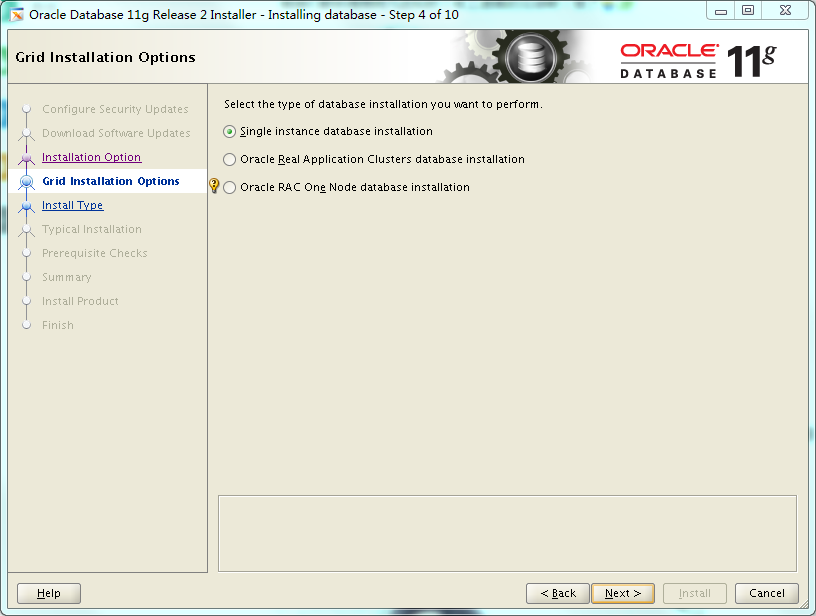 Oracle Database 11g Release 2 Installer - Installing database - Step 4 of 10
Grid Installation Options
ORACLE
DATABASE 11g
Configure Security Updates
Download Software Updates
Installation Option
Grid Installation Options
Install Type
Typical Installation
Prerequisite Checks
Summary
Install Product
Finish
Select the type of database installation you want to perform.
Single instance database installation
Oracle Real Application Clusters database installation
Oracle RAC One Node database installation
Help
< Back
Next >
Install
Cancel